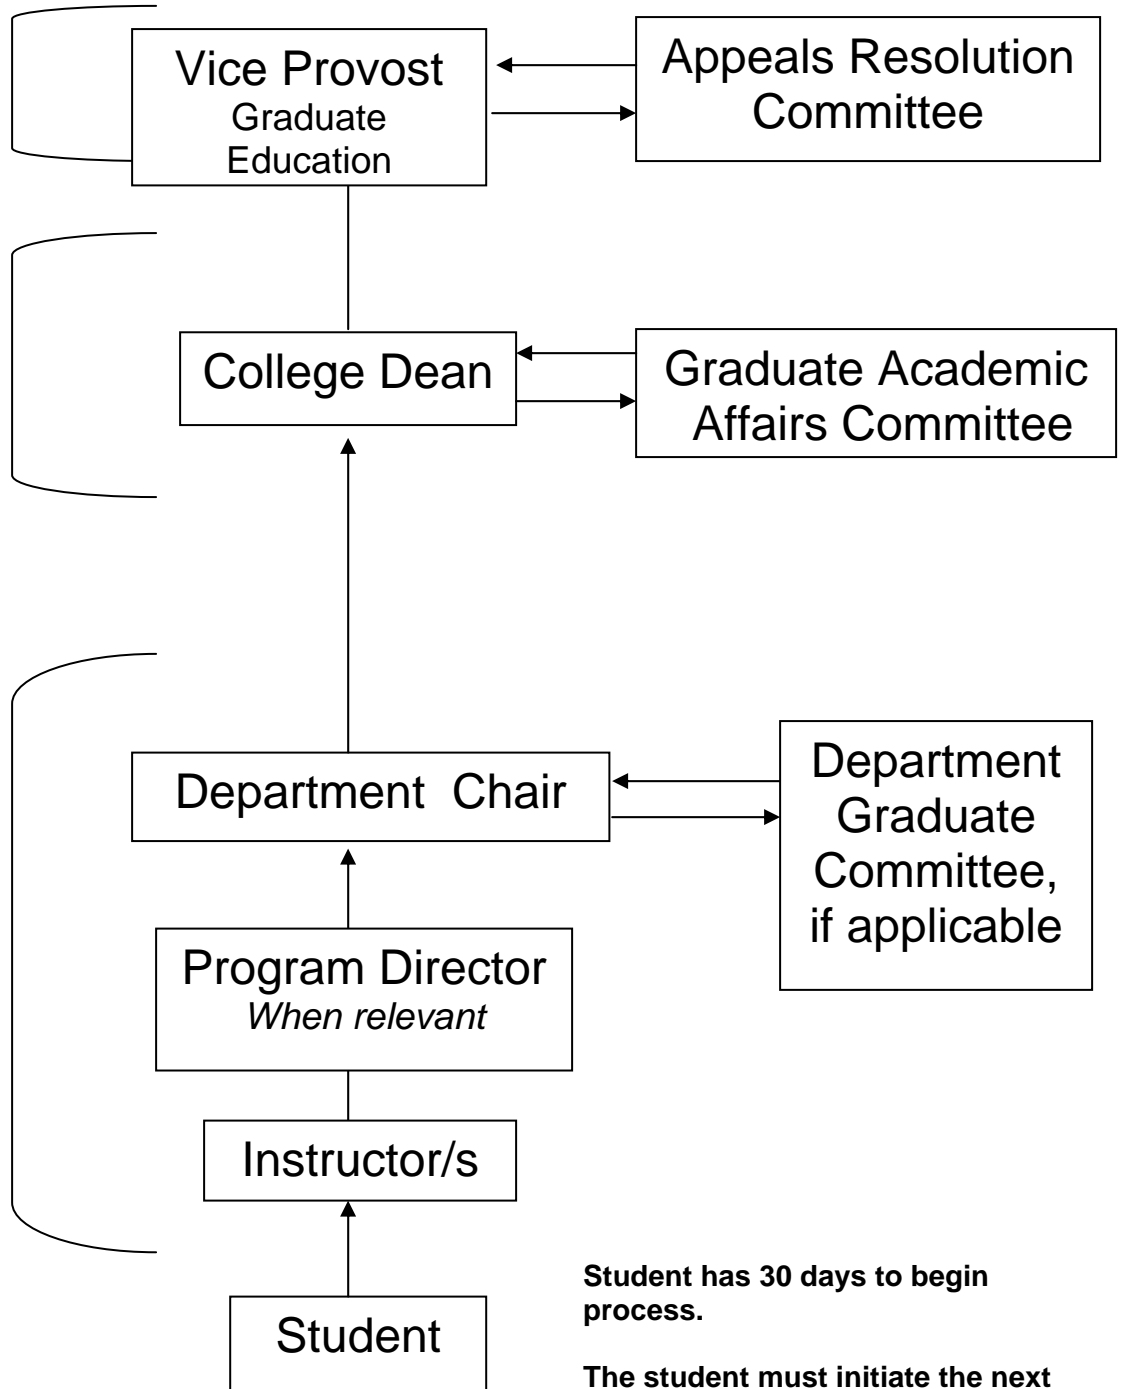 Vice Provost
Graduate
Education
Appeals Resolution
Committee
College Dean
Graduate Academic
Affairs Committee
Department  Chair
Department
Graduate
Committee,
if applicable
Program Director
When relevant
Instructor/s
Student
Student has 30 days to begin
process.
The student must initiate the next